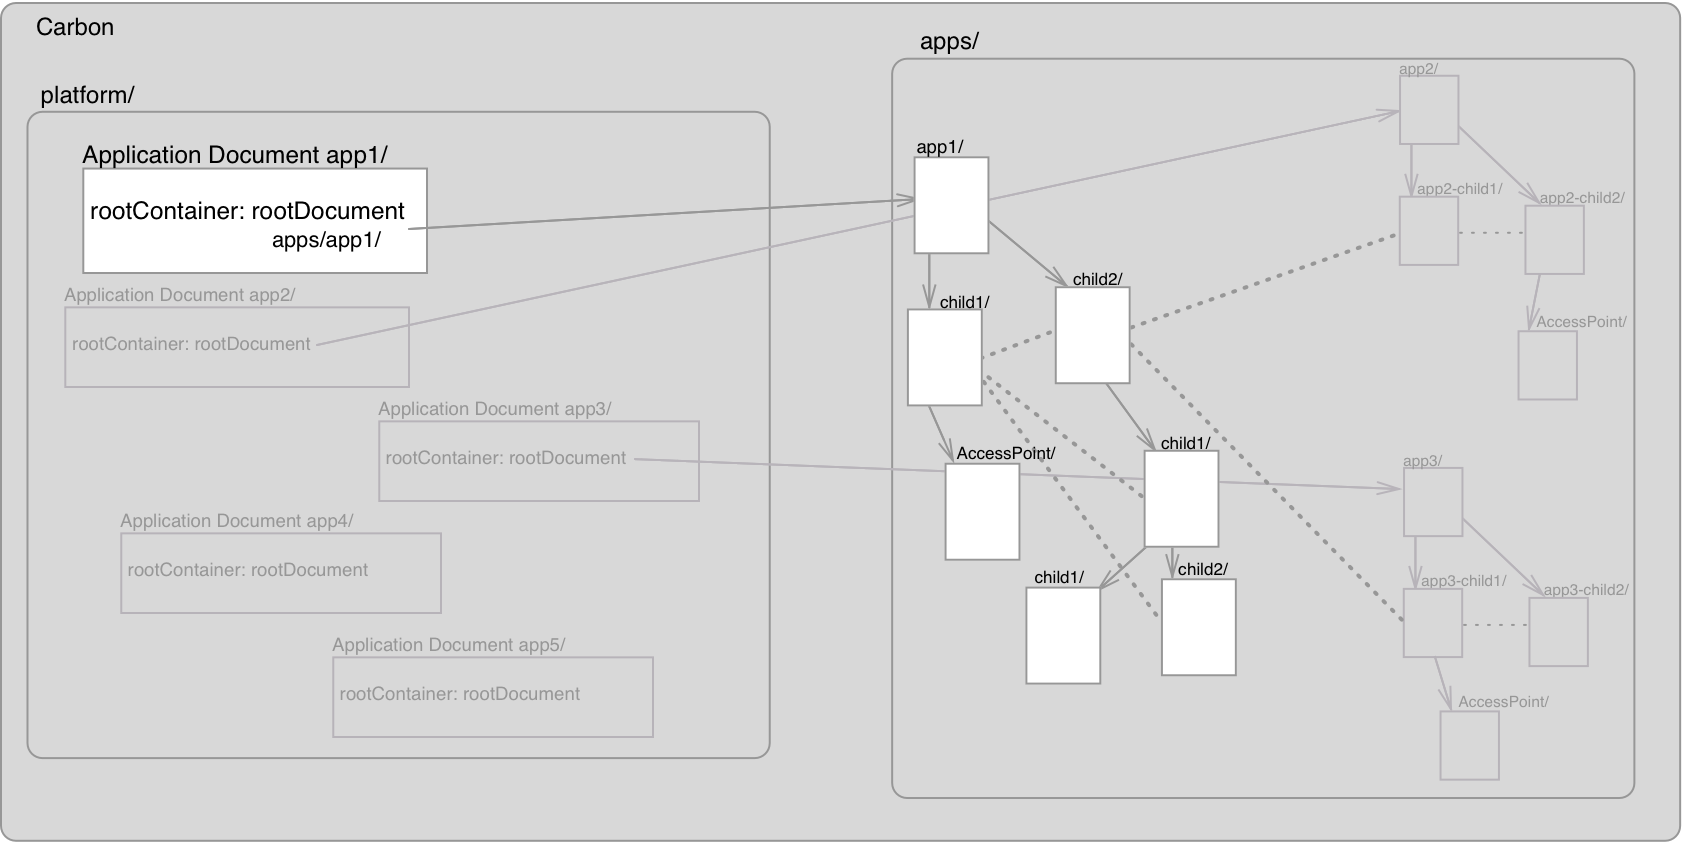 Carbon
platform/
Application Document app1/
rootContainer: rootDocument
apps/app1/
Application Document app2/
rootContainer: rootDocument
Application Document app3/
rootContainer: rootDocument
Application Document app4/
rootContainer: rootDocument
Application Document app5/
rootContainer: rootDocument
apps/
app1/
child1/
child2/
AccessPoint/
child1/
child1/
child2/
app2/
app2-child1/
app2-child2/
AccessPoint/
app3/
app3-child1/
app3-child2/
AccessPoint/